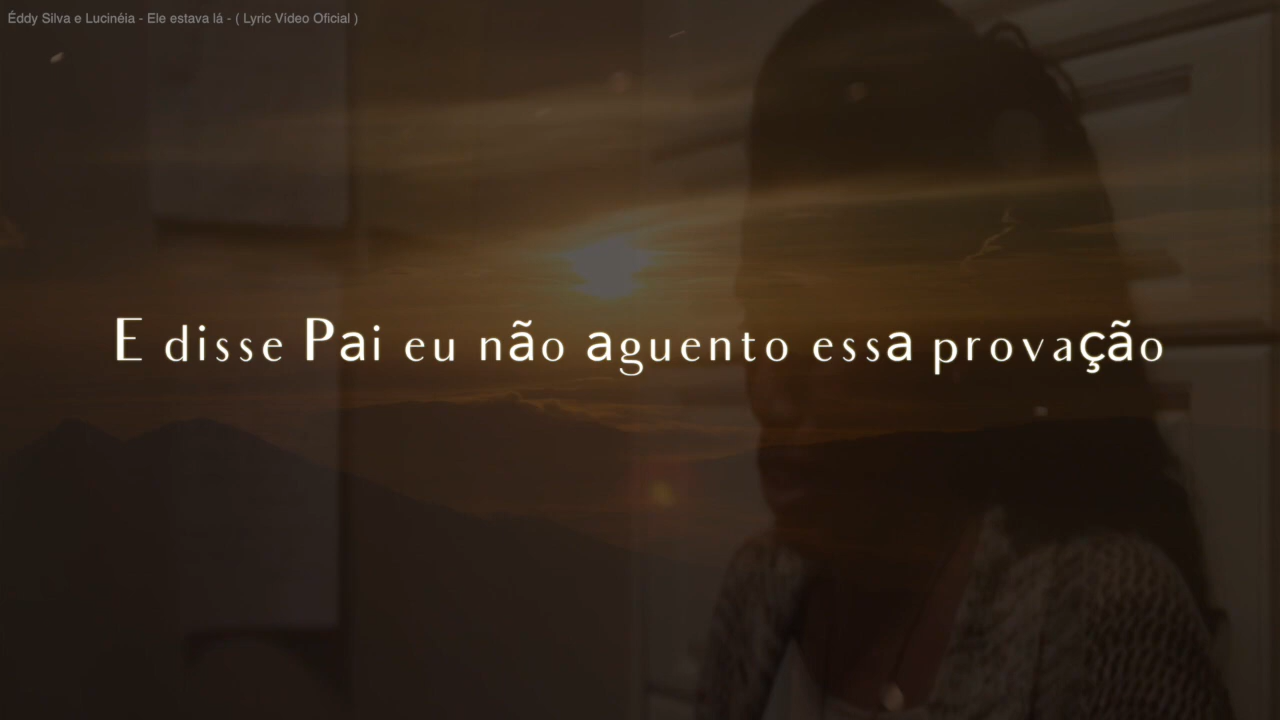 Éddy Silva e Lucinéia - Ele estava lá - ( Lyric Vídeo Oficial )
E disse Pai eu não aguento essa provação